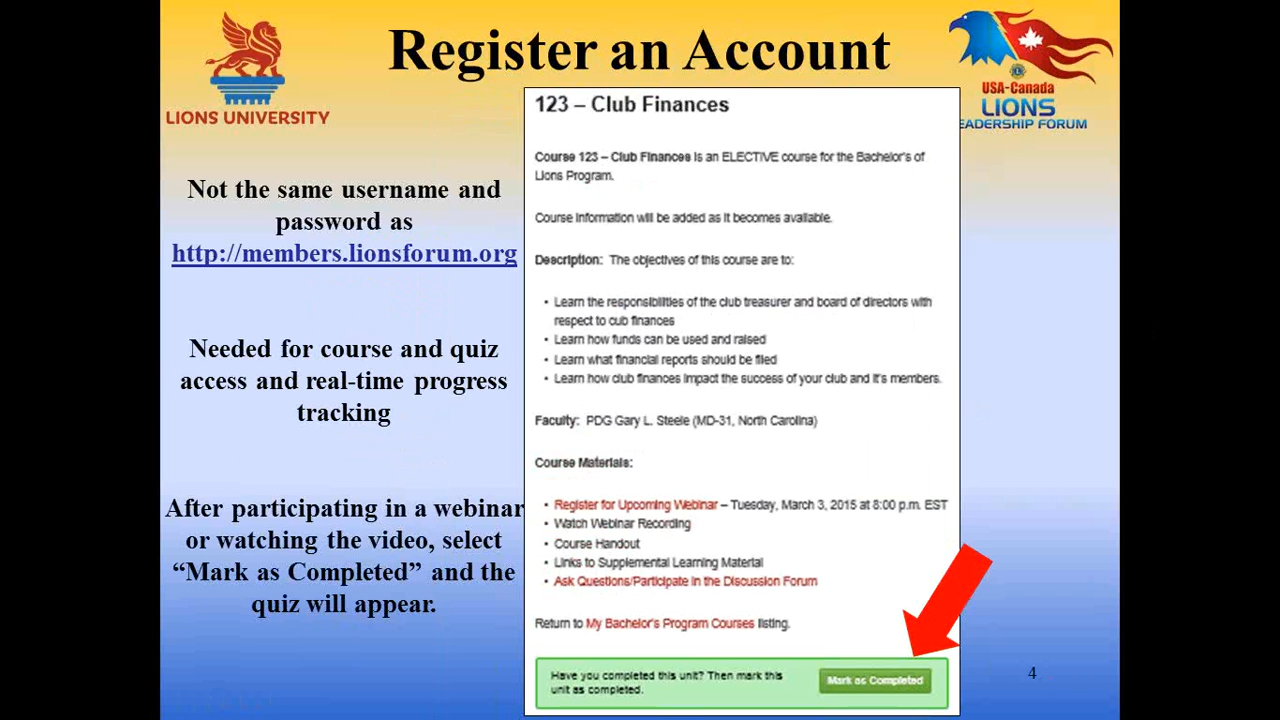 Register an Account
LIONS UNIVERSITY
USA-Canada
LIONS
EADERSHIP FORUM
Not the same username and
password as
http://members.lionsforum.org
Needed for course and quiz
access and real-time progress
tracking
After participating in a webinar
or watching the video, select
“Mark as Completed” and the
quiz will appear.
123 – Club Finances
Course 123 – Club Finances is an ELECTIVE course for the Bachelor's of
Lions Program.
Course information will be added as it becomes available.
Description: The objectives of this course are to:
• Learn the responsibilities of the club treasurer and board of directors with
respect to cub finances
• Learn how funds can be used and raised
• Learn what financial reports should be filed
• Learn how club finances impact the success of your club and it's members.
Faculty: PDG Gary L. Steele (MD-31, North Carolina)
Course Materials:
• Register for Upcoming Webinar – Tuesday, March 3, 2015 at 8:00 p.m. EST
• Watch Webinar Recording
• Course Handout
• Links to Supplemental Learning Material
• Ask Questions/Participate in the Discussion Forum
Return to My Bachelor's Program Courses listing.
Have you completed this unit? Then mark this
unit as completed.
Mark as Completed
4